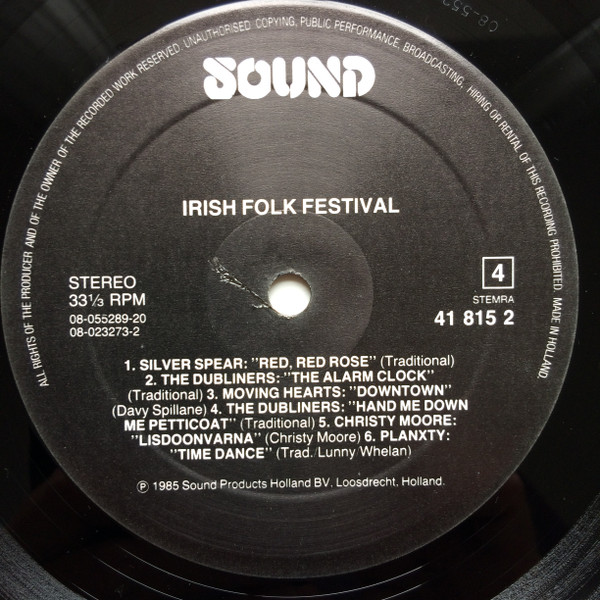 ALL RIGHTS OF THE PRODUCER AND OF THE OWNER OF THE RECORDED WORK RESERVED. UNAUTHORISED COPYING, PUBLIC PERFORMANCE, BROADCASTING, HIRING OR RENTAL OF THIS RECORDING PROHIBITED. MADE IN HOLLAND.
SOUND
IRISH FOLK FESTIVAL
STEREO
33⅓ RPM
08-055289-20
08-023273-2
4
STEMRA
41 815 2
1. SILVER SPEAR: "RED, RED ROSE" (Traditional)
2. THE DUBLINERS: "THE ALARM CLOCK"
(Traditional) 3. MOVING HEARTS: "DOWNTOWN"
(Davy Spillane) 4. THE DUBLINERS: "HAND ME DOWN
ME PETTICOAT" (Traditional) 5. CHRISTY MOORE:
"LISDOONVARNA" (Christy Moore) 6. PLANXTY:
"TIME DANCE" (Trad. Lunny Whelan)
℗ 1985 Sound Products Holland BV, Loosdrecht, Holland.